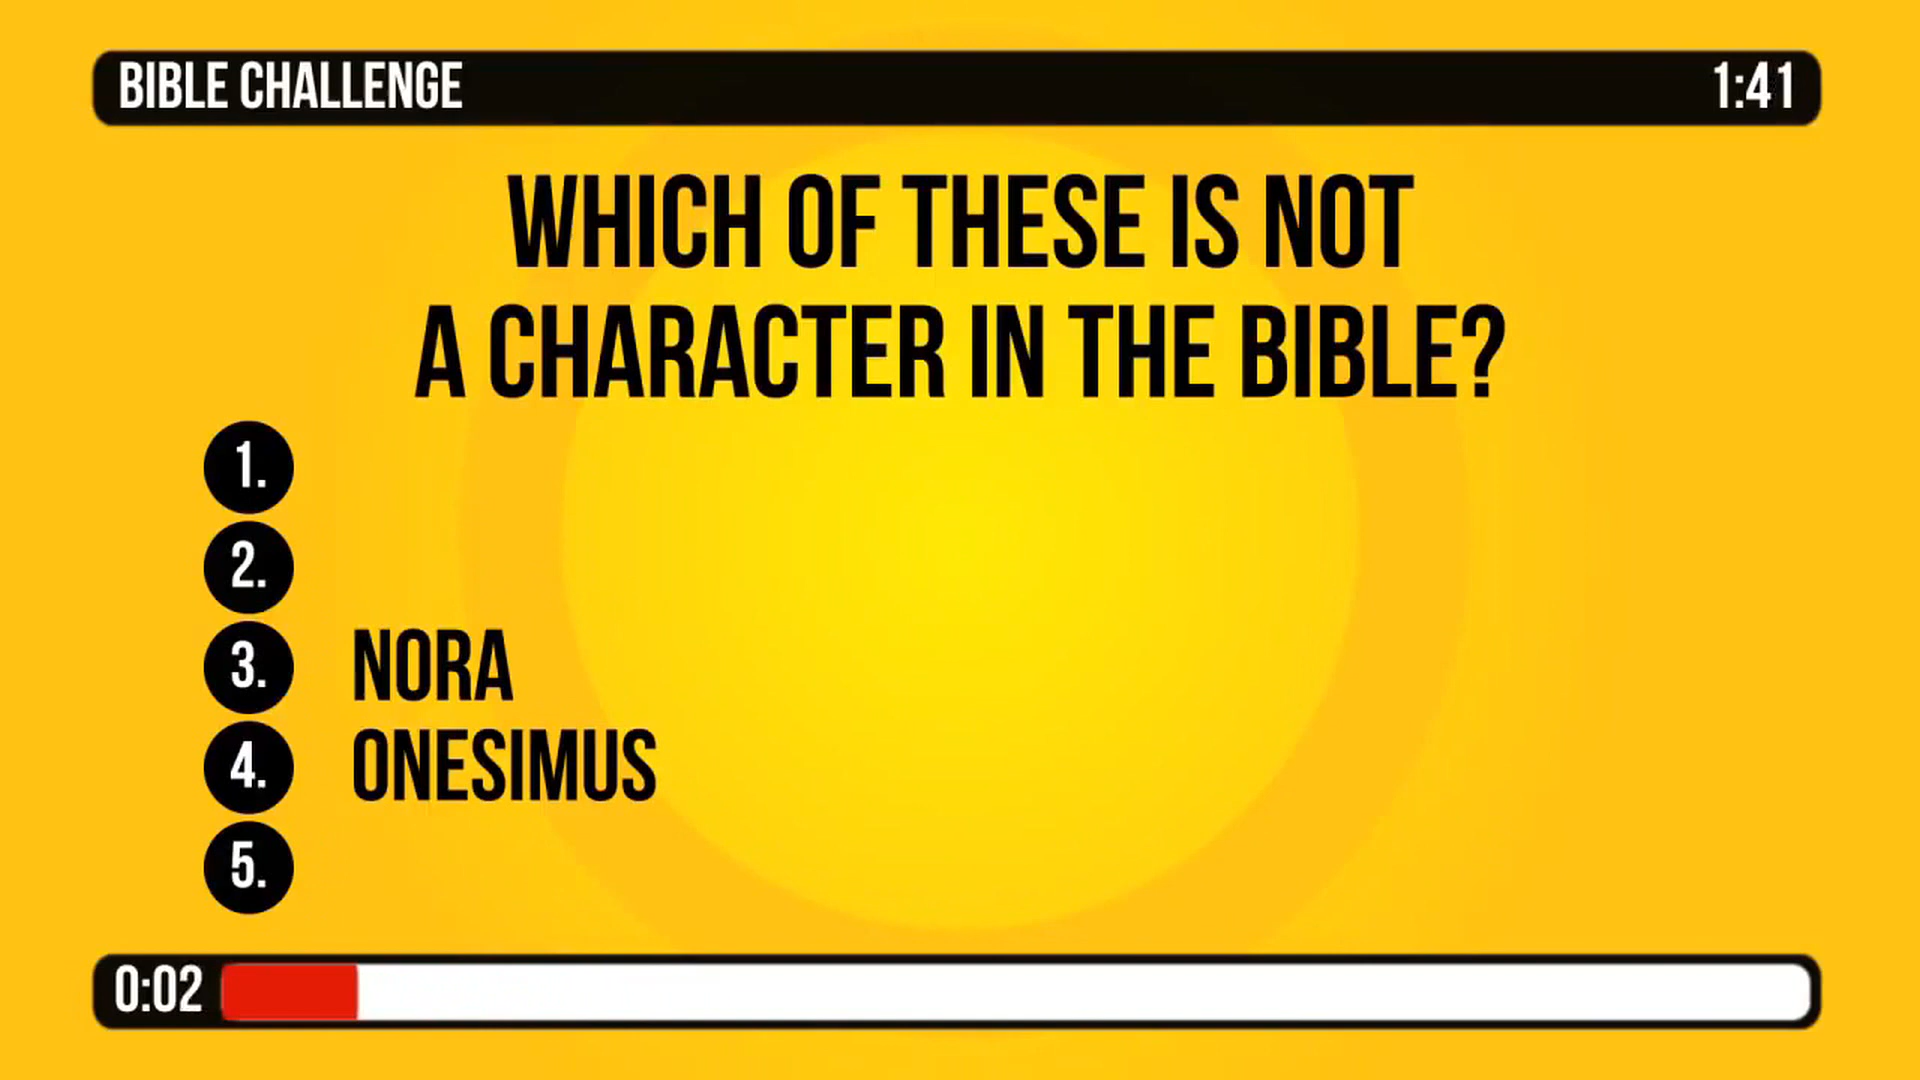 BIBLE CHALLENGE
1:41
WHICH OF THESE IS NOT
A CHARACTER IN THE BIBLE?
1.
2.
3. NORA
4. ONESIMUS
5.
0:02